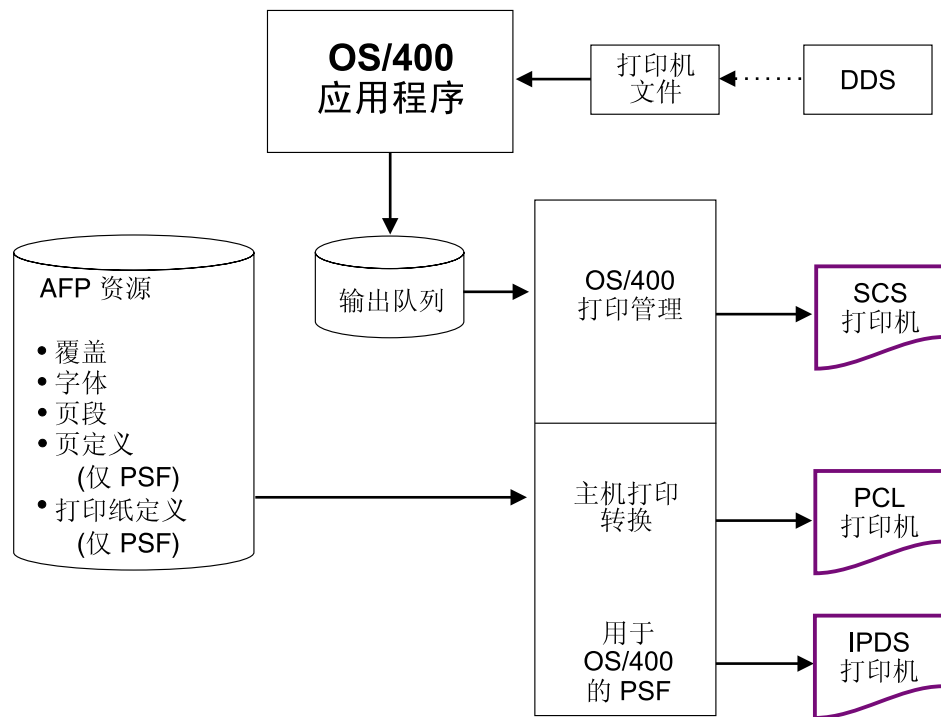 OS/400
应用程序
打印机
文件
DDS
AFP 资源
• 覆盖
• 字体
• 页段
• 页定义
(仅 PSF)
• 打印纸定义
(仅 PSF)
输出队列
OS/400
打印管理
主机打印
转换
用于
OS/400
的 PSF
SCS
打印机
PCL
打印机
IPDS
打印机